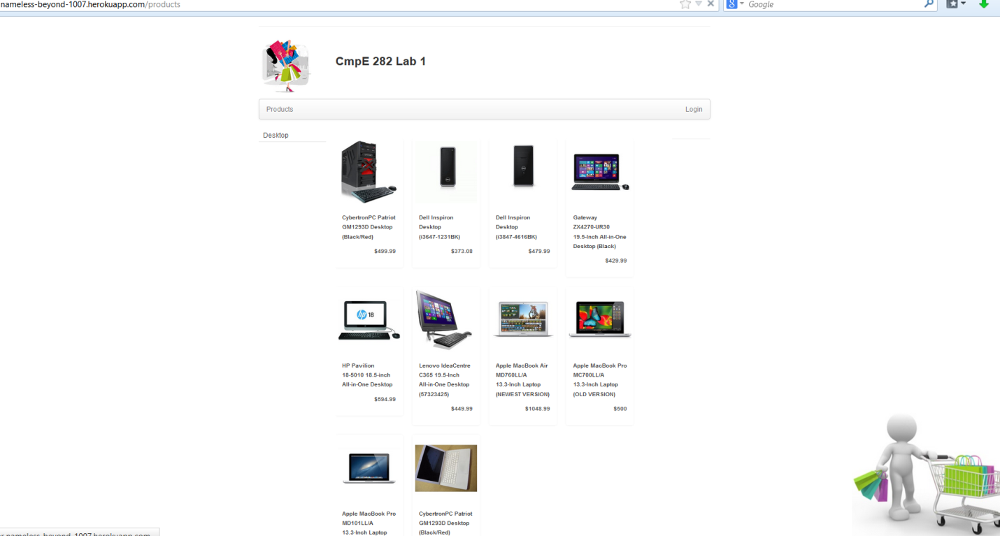 nameless-beyond-1007.herokuapp.com/products
8
Google
CmpE 282 Lab 1
Products
Login
Desktop
CybertronPC Patriot
GM1293D Desktop
(Black/Red)
$499.99
Dell Inspiron
Desktop
(i3647-1231BK)
$373.08
Dell Inspiron
Desktop
(i3847-4616BK)
$479.99
Gateway
ZX4270-UR30
19.5-Inch All-in-One
Desktop (Black)
$429.99
hp 18
HP Pavilion
18-5010 18.5-inch
All-in-One Desktop
$594.99
Lenovo IdeaCentre
C365 19.5-Inch
All-in-One Desktop
(57323425)
$449.99
Apple MacBook Air
MD760LL/A
13.3-Inch Laptop
(NEWEST VERSION)
$1048.99
Apple MacBook Pro
MC700LL/A
13.3-Inch Laptop
(OLD VERSION)
$500
Apple MacBook Pro
MD101LL/A
13.3-Inch Laptop
CybertronPC Patriot
GM1293D Desktop
(Black/Red)
nameless-beyond-1007.herokuapp.com